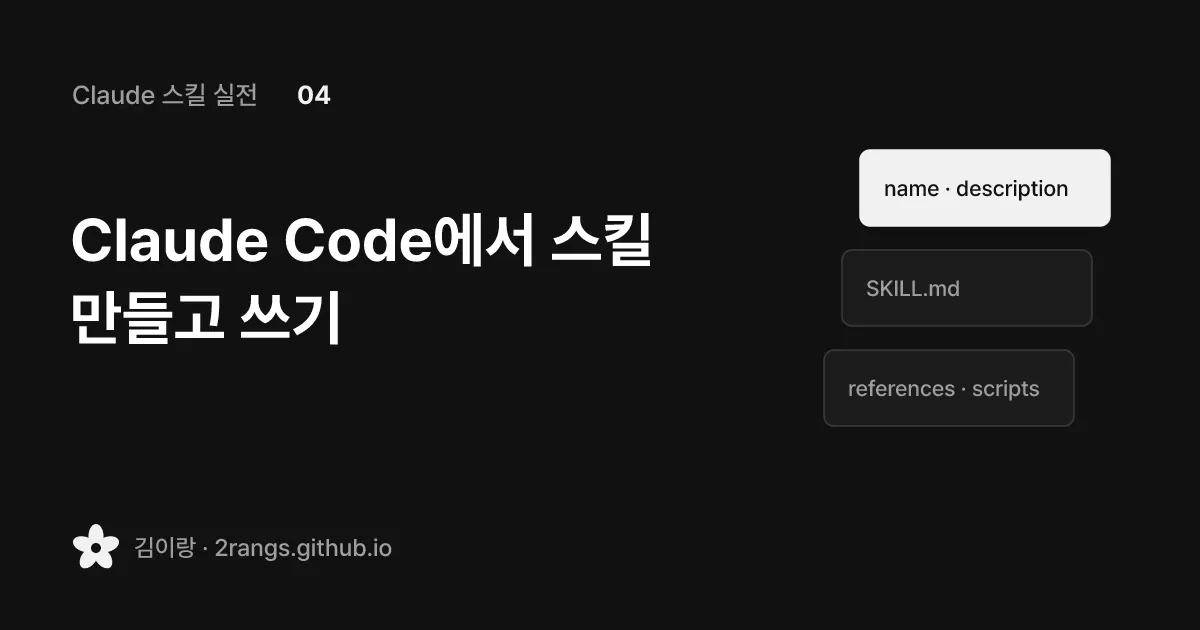 Claude 스킬 실전 04
Claude Code에서 스킬
만들고 쓰기
name · description
SKILL.md
references · scripts
김이랑 · 2rangs.github.io